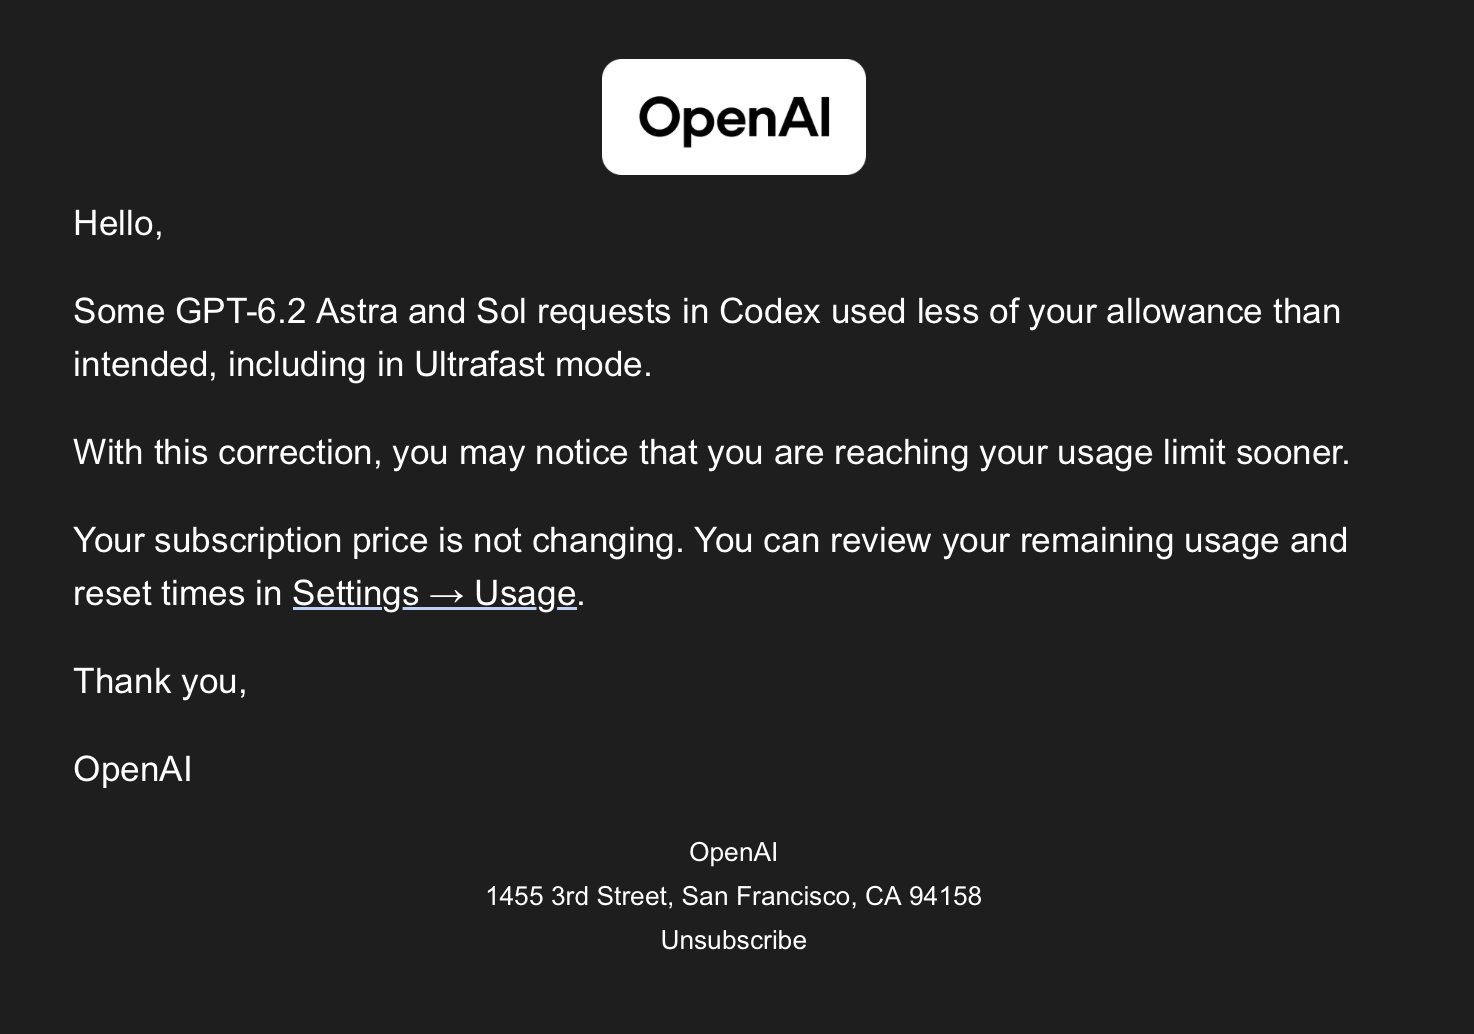 OpenAI
Hello,
Some GPT-6.2 Astra and Sol requests in Codex used less of your allowance than
intended, including in Ultrafast mode.
With this correction, you may notice that you are reaching your usage limit sooner.
Your subscription price is not changing. You can review your remaining usage and
reset times in Settings → Usage.
Thank you,
OpenAI
OpenAI
1455 3rd Street, San Francisco, CA 94158
Unsubscribe